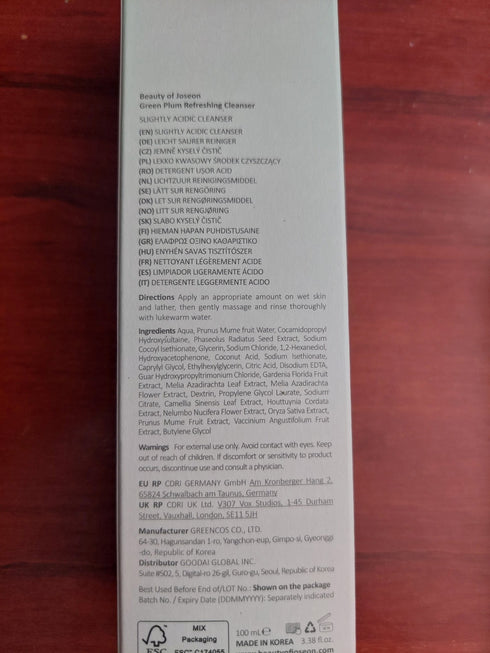 Beauty of Joseon
Green Plum Refreshing Cleanser
SLIGHTLY ACIDIC CLEANSER
(EN) SLIGHTLY ACIDIC CLEANSER
(DE) LEICHT SAURER REINIGER
(CZ) JEMNĚ KYSELÝ ČISTIČ
(PL) LEKKO KWASOWY ŚRODEK CZYSZCZĄCY
(RO) DETERGENT UȘOR ACID
(NL) LICHTZUUR REINIGINGSMIDDEL
(SE) LÄTT SUR RENGÖRING
(DK) LET SUR RENGØRINGSMIDDEL
(NO) LITT SUR RENGJØRING
(SK) SLABO KYSELÝ ČISTIČ
(FI) HIEMAN HAPAN PUHDISTUSAINE
(GR) ΕΛΑΦΡΩΣ ΟΞΙΝΟ ΚΑΘΑΡΙΣΤΙΚΟ
(HU) ENYHÉN SAVAS TISZTÍTÓSZER
(FR) NETTOYANT LÉGÈREMENT ACIDE
(ES) LIMPIADOR LIGERAMENTE ÁCIDO
(IT) DETERGENTE LEGGERMENTE ACIDO
Directions Apply an appropriate amount on wet skin
and lather, then gently massage and rinse thoroughly
with lukewarm water.
Ingredients Aqua, Prunus Mume fruit Water, Cocamidopropyl
Hydroxysultaine, Phaseolus Radiatus Seed Extract, Sodium
Cocoyl Isethionate, Glycerin, Sodium Chloride, 1,2-Hexanediol,
Hydroxyacetophenone, Coconut Acid, Sodium Isethionate,
Caprylyl Glycol, Ethylhexylglycerin, Citric Acid, Disodium EDTA,
Guar Hydroxypropyltrimonium Chloride, Gardenia Florida Fruit
Extract, Melia Azadirachta Leaf Extract, Melia Azadirachta
Flower Extract, Dextrin, Propylene Glycol Laurate, Sodium
Citrate, Camellia Sinensis Leaf Extract, Houttuynia Cordata
Extract, Nelumbo Nucifera Flower Extract, Oryza Sativa Extract,
Prunus Mume Fruit Extract, Vaccinium Angustifolium Fruit
Extract, Butylene Glycol
Warnings For external use only. Avoid contact with eyes. Keep
out of reach of children. If discomfort or sensitivity to product
occurs, discontinue use and consult a physician.
EU RP CDRI GERMANY GmbH Am Kronberger Hang 2,
65824 Schwalbach am Taunus, Germany
UK RP CDRI UK Ltd. V307 Vox Studios, 1-45 Durham
Street, Vauxhall, London, SE11 5JH
Manufacturer GREENCOS CO., LTD.
64-30, Hagunsandan 1-ro, Yangchon-eup, Gimpo-si, Gyeonggi
-do, Republic of Korea
Distributor GOODAI GLOBAL INC.
Suite #502, 5, Digital-ro 26-gil, Guro-gu, Seoul, Republic of Korea
Best Used Before End of/LOT No.: Shown on the package
Batch No. / Expiry Date (DDMMYYYY): Separately indicated
MIX
Packaging
FSC
100 mL e
MADE IN KOREA 3.38 fl.oz.
www.beautyofjoseon.com